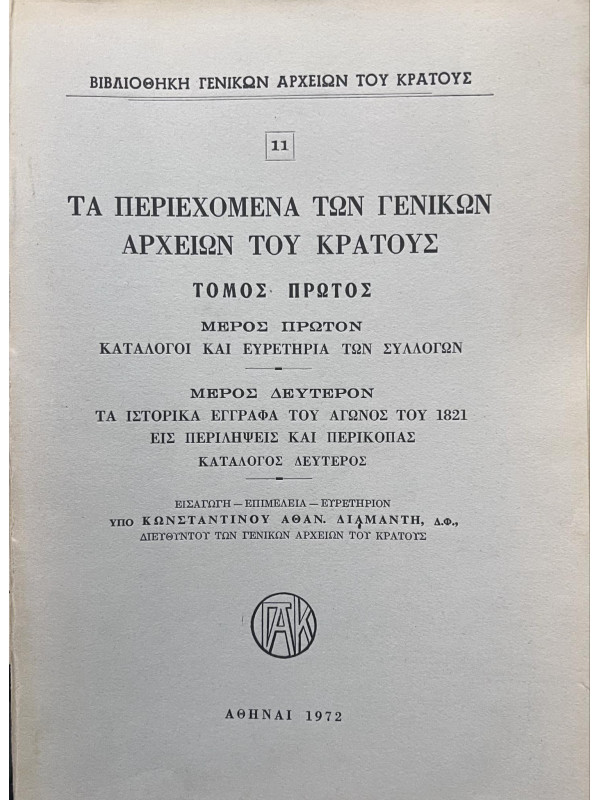 ΒΙΒΛΙΟΘΗΚΗ ΓΕΝΙΚΩΝ ΑΡΧΕΙΩΝ ΤΟΥ ΚΡΑΤΟΥΣ
11
ΤΑ ΠΕΡΙΕΧΟΜΕΝΑ ΤΩΝ ΓΕΝΙΚΩΝ
ΑΡΧΕΙΩΝ ΤΟΥ ΚΡΑΤΟΥΣ
ΤΟΜΟΣ ΠΡΩΤΟΣ
ΜΕΡΟΣ ΠΡΩΤΟΝ
ΚΑΤΑΛΟΓΟΙ ΚΑΙ ΕΥΡΕΤΗΡΙΑ ΤΩΝ ΣΥΛΛΟΓΩΝ
ΜΕΡΟΣ ΔΕΥΤΕΡΟΝ
ΤΑ ΙΣΤΟΡΙΚΑ ΕΓΓΡΑΦΑ ΤΟΥ ΑΓΩΝΟΣ ΤΟΥ 1821
ΕΙΣ ΠΕΡΙΛΗΨΕΙΣ ΚΑΙ ΠΕΡΙΚΟΠΑΣ
ΚΑΤΑΛΟΓΟΣ ΔΕΥΤΕΡΟΣ
ΕΙΣΑΓΩΓΗ — ΕΠΙΜΕΛΕΙΑ — ΕΥΡΕΤΗΡΙΟΝ
ΥΠΟ ΚΩΝΣΤΑΝΤΙΝΟΥ ΑΘΑΝ. ΔΙΑΜΑΝΤΗ, Δ.Φ.,
ΔΙΕΥΘΥΝΤΟΥ ΤΩΝ ΓΕΝΙΚΩΝ ΑΡΧΕΙΩΝ ΤΟΥ ΚΡΑΤΟΥΣ
ΓΑΚ
ΑΘΗΝΑΙ 1972